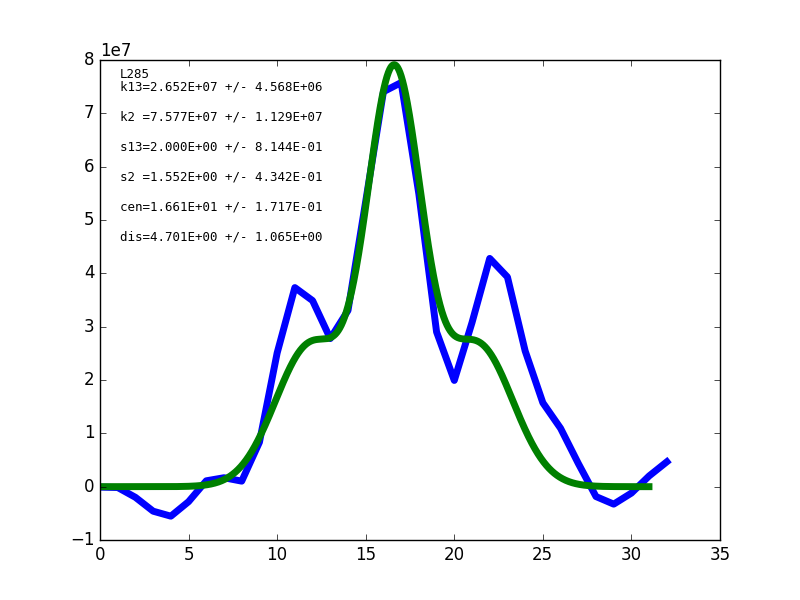 1e7
8
7
6
5
4
3
2
1
0
−1
L285
k13=2.652E+07 +/- 4.568E+06
k2 =7.577E+07 +/- 1.129E+07
s13=2.000E+00 +/- 8.144E-01
s2 =1.552E+00 +/- 4.342E-01
cen=1.661E+01 +/- 1.717E-01
dis=4.701E+00 +/- 1.065E+00
0 5 10 15 20 25 30 35